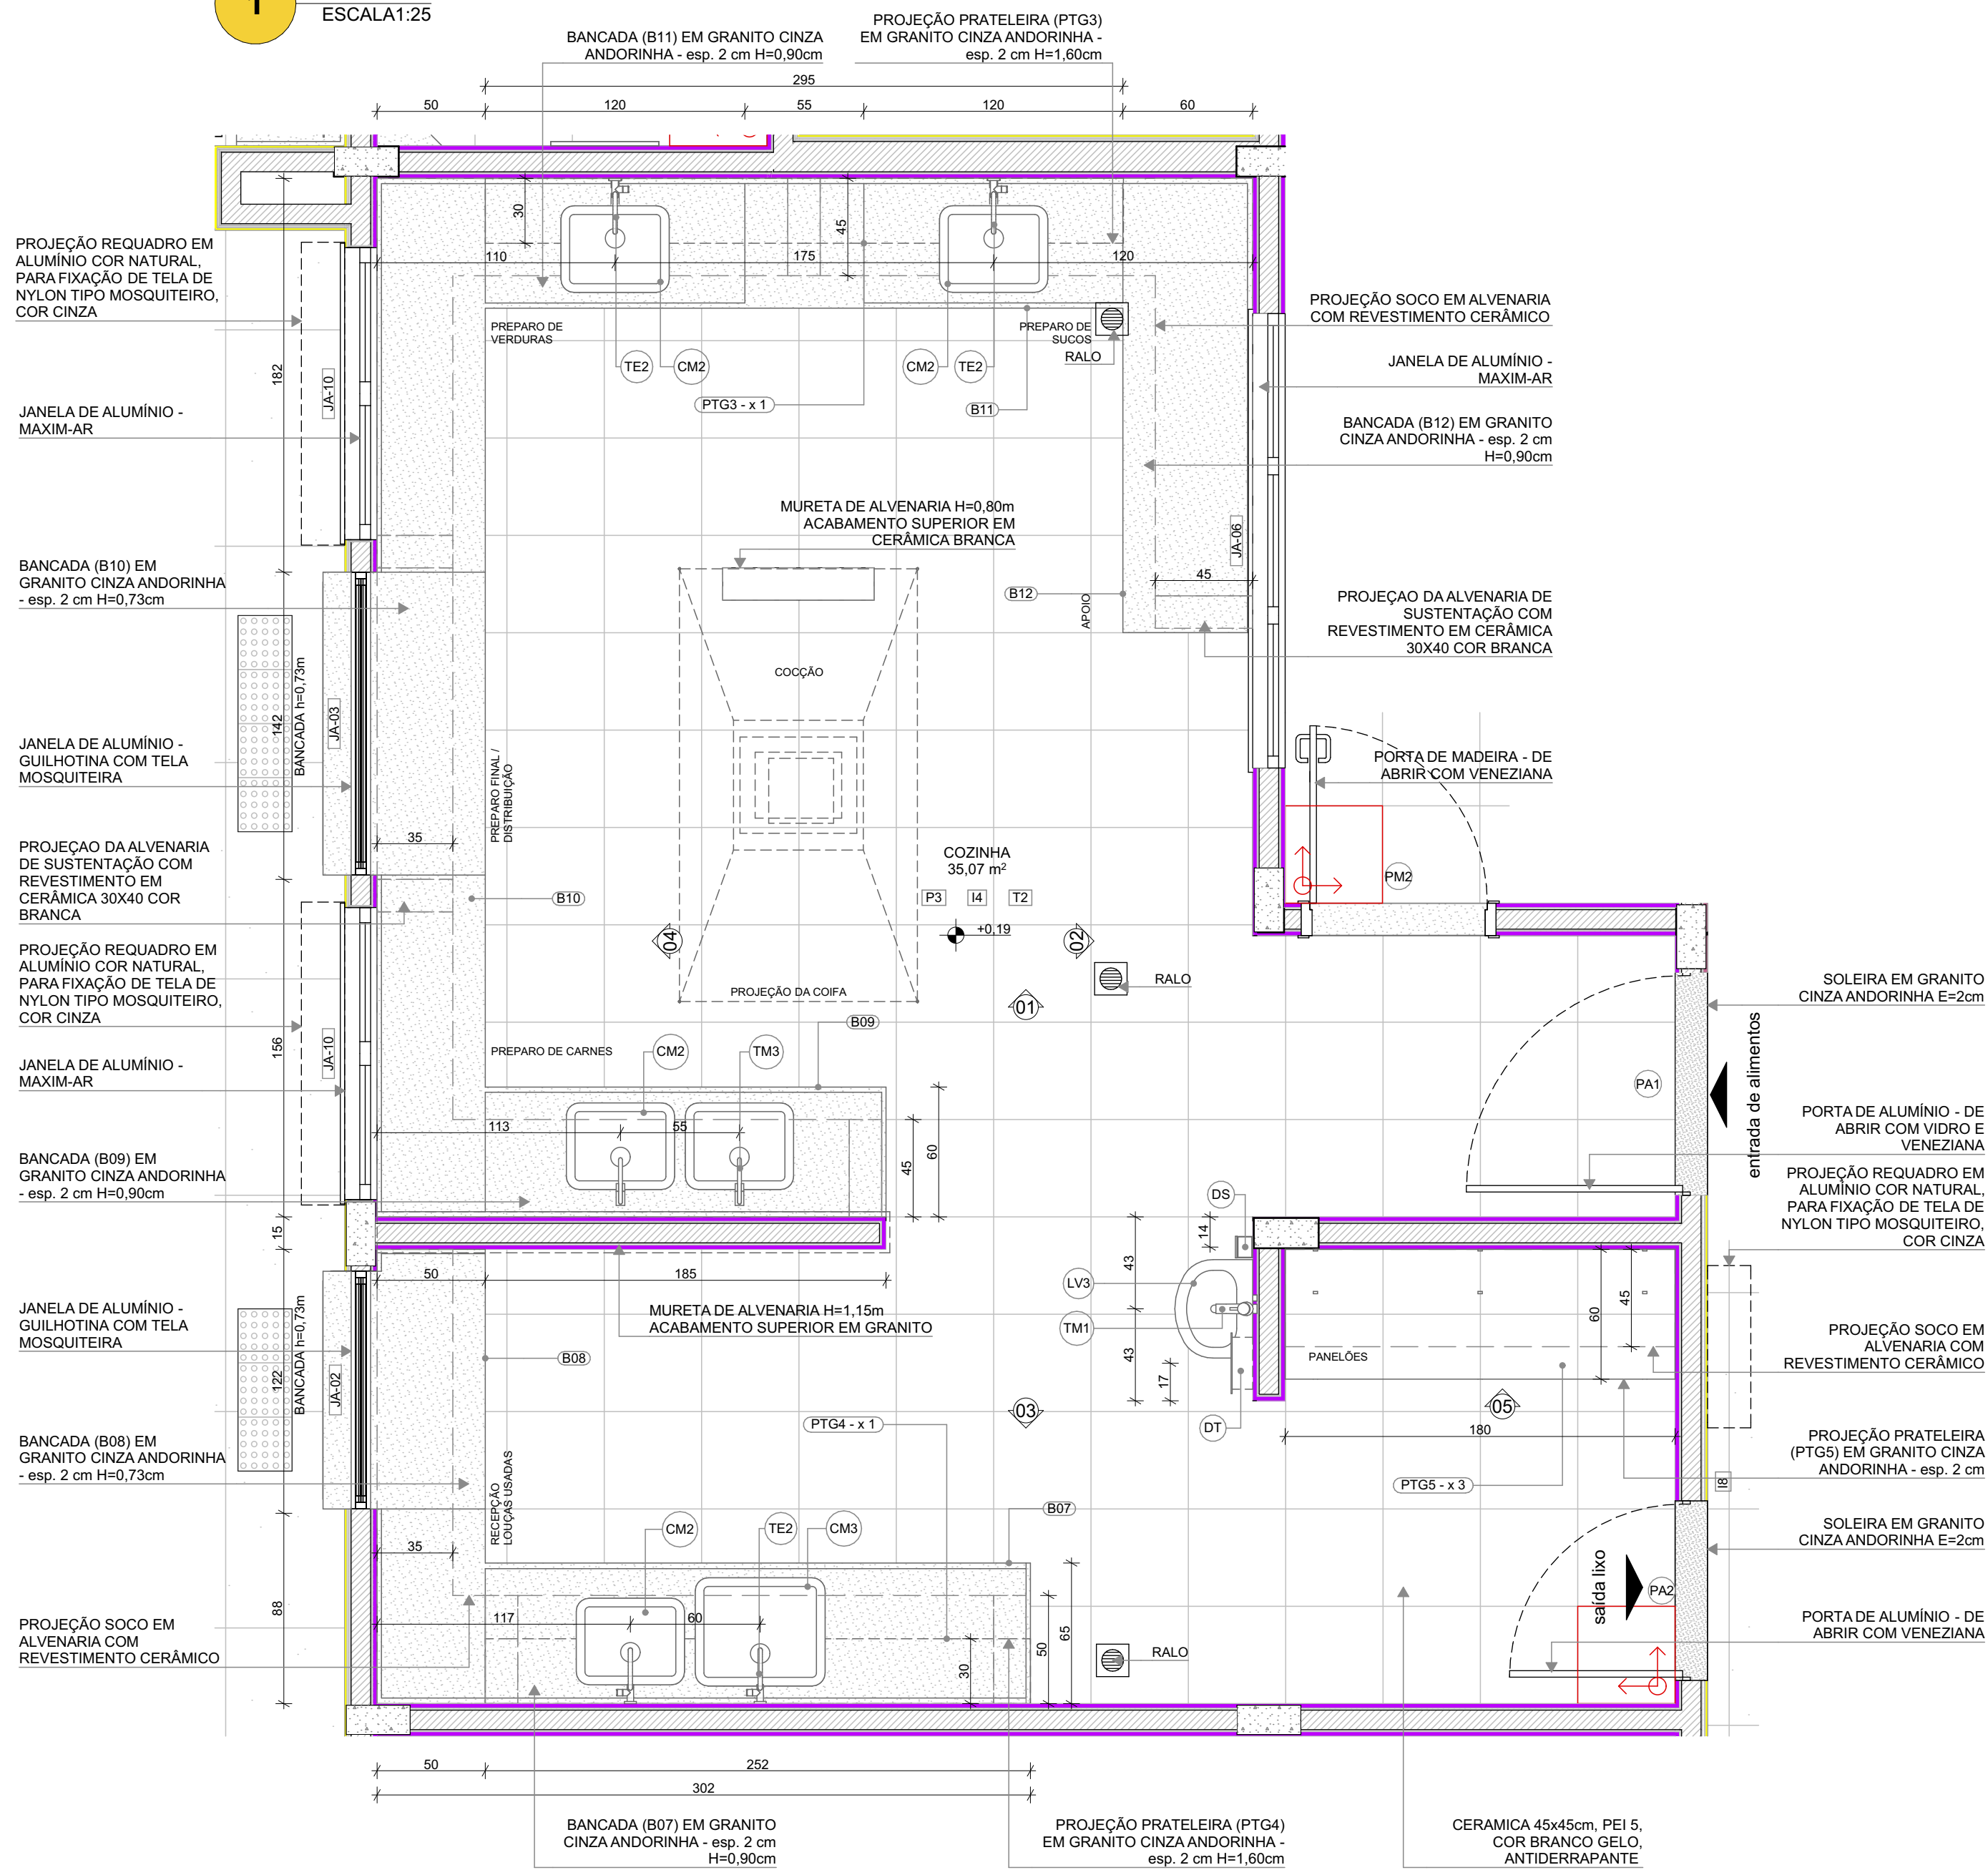 1
ESCALA1:25
BANCADA (B11) EM GRANITO CINZA
ANDORINHA - esp. 2 cm H=0,90cm
PROJEÇÃO PRATELEIRA (PTG3)
EM GRANITO CINZA ANDORINHA -
esp. 2 cm H=1,60cm
295
50
120
55
120
60
30
45
110
175
120
PROJEÇÃO REQUADRO EM
ALUMÍNIO COR NATURAL,
PARA FIXAÇÃO DE TELA DE
NYLON TIPO MOSQUITEIRO,
COR CINZA
JANELA DE ALUMÍNIO -
MAXIM-AR
182
JA-10
PREPARO DE
VERDURAS
TE2
CM2
PTG3 - x 1
CM2
TE2
B11
PREPARO DE
SUCOS
RALO
PROJEÇÃO SOCO EM ALVENARIA
COM REVESTIMENTO CERÂMICO
JANELA DE ALUMÍNIO -
MAXIM-AR
BANCADA (B12) EM GRANITO
CINZA ANDORINHA - esp. 2 cm
H=0,90cm
MURETA DE ALVENARIA H=0,80m
ACABAMENTO SUPERIOR EM
CERÂMICA BRANCA
JA-06
45
B12
APOIO
PROJEÇAO DA ALVENARIA DE
SUSTENTAÇÃO COM
REVESTIMENTO EM CERÂMICA
30X40 COR BRANCA
BANCADA (B10) EM
GRANITO CINZA ANDORINHA
- esp. 2 cm H=0,73cm
BANCADA h=0,73m
142
JA-03
COCÇÃO
JANELA DE ALUMÍNIO -
GUILHOTINA COM TELA
MOSQUITEIRA
PREPARO FINAL /
DISTRIBUIÇÃO
35
PORTA DE MADEIRA - DE
ABRIR COM VENEZIANA
PM2
PROJEÇAO DA ALVENARIA
DE SUSTENTAÇÃO COM
REVESTIMENTO EM
CERÂMICA 30X40 COR
BRANCA
B10
COZINHA
35,07 m²
P3
I4
T2
+0,19
04
02
01
PROJEÇÃO DA COIFA
RALO
PROJEÇÃO REQUADRO EM
ALUMÍNIO COR NATURAL,
PARA FIXAÇÃO DE TELA DE
NYLON TIPO MOSQUITEIRO,
COR CINZA
156
JA-10
JANELA DE ALUMÍNIO -
MAXIM-AR
PREPARO DE CARNES
CM2
TM3
B09
113
55
45
60
SOLEIRA EM GRANITO
CINZA ANDORINHA E=2cm
entrada de alimentos
PA1
PORTA DE ALUMÍNIO - DE
ABRIR COM VIDRO E
VENEZIANA
BANCADA (B09) EM
GRANITO CINZA ANDORINHA
- esp. 2 cm H=0,90cm
15
50
185
DS
14
43
LV3
TM1
43
17
DT
PROJEÇÃO REQUADRO EM
ALUMÍNIO COR NATURAL,
PARA FIXAÇÃO DE TELA DE
NYLON TIPO MOSQUITEIRO,
COR CINZA
60
45
PANELÕES
JANELA DE ALUMÍNIO -
GUILHOTINA COM TELA
MOSQUITEIRA
BANCADA h=0,73m
122
JA-02
MURETA DE ALVENARIA H=1,15m
ACABAMENTO SUPERIOR EM GRANITO
B08
PROJEÇÃO SOCO EM
ALVENARIA COM
REVESTIMENTO CERÂMICO
03
05
180
PTG4 - x 1
PTG5 - x 3
I8
PROJEÇÃO PRATELEIRA
(PTG5) EM GRANITO CINZA
ANDORINHA - esp. 2 cm
BANCADA (B08) EM
GRANITO CINZA ANDORINHA
- esp. 2 cm H=0,73cm
RECEPÇÃO
LOUÇAS USADAS
B07
CM2
TE2
CM3
35
SOLEIRA EM GRANITO
CINZA ANDORINHA E=2cm
saída lixo
PA2
88
117
60
30
50
65
RALO
PROJEÇÃO SOCO EM
ALVENARIA COM
REVESTIMENTO CERÂMICO
PORTA DE ALUMÍNIO - DE
ABRIR COM VENEZIANA
50
252
302
BANCADA (B07) EM GRANITO
CINZA ANDORINHA - esp. 2 cm
H=0,90cm
PROJEÇÃO PRATELEIRA (PTG4)
EM GRANITO CINZA ANDORINHA -
esp. 2 cm H=1,60cm
CERAMICA 45x45cm, PEI 5,
COR BRANCO GELO,
ANTIDERRAPANTE